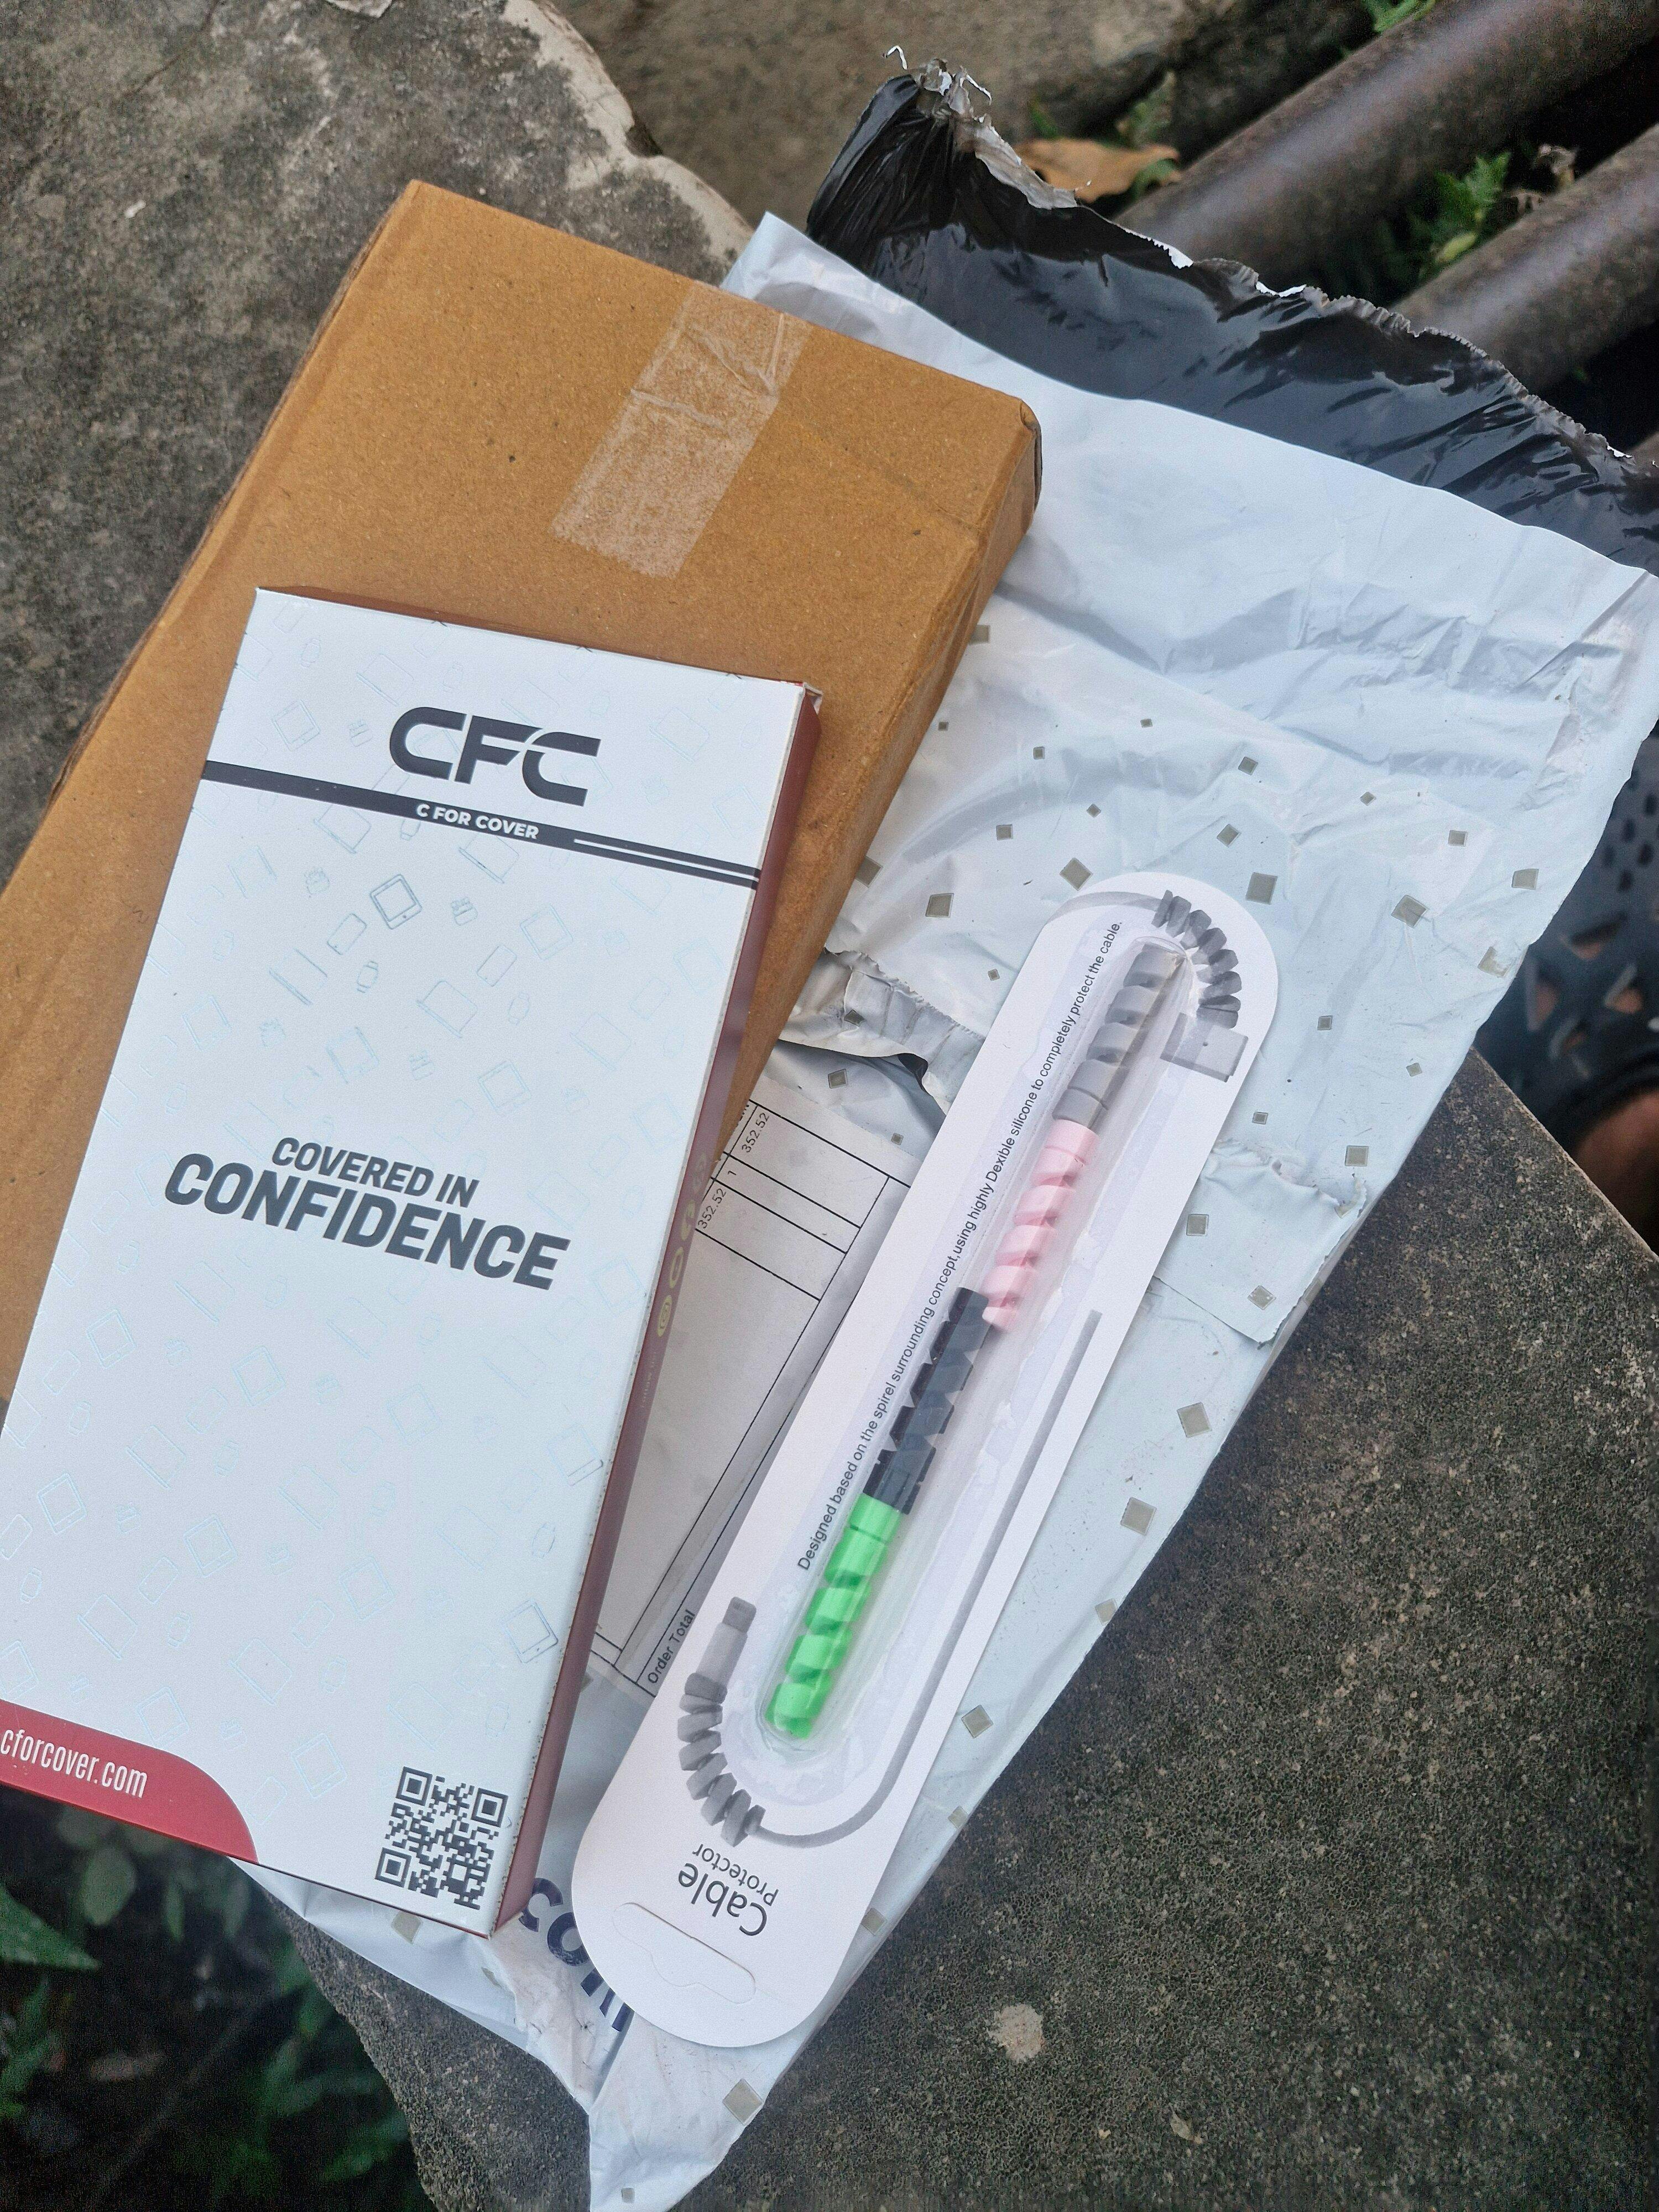 CFC
C FOR COVER
COVERED IN
CONFIDENCE
cforcover.com
352.52
1
352.52
Order Total
Designed based on the spirel surrounding concept,using highly Dexible silicone to completely protect the cable.
Cable
Protector